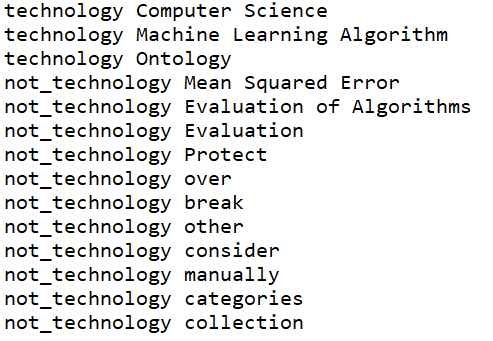 technology Computer Science
technology Machine Learning Algorithm
technology Ontology
not_technology Mean Squared Error
not_technology Evaluation of Algorithms
not_technology Evaluation
not_technology Protect
not_technology over
not_technology break
not_technology other
not_technology consider
not_technology manually
not_technology categories
not_technology collection